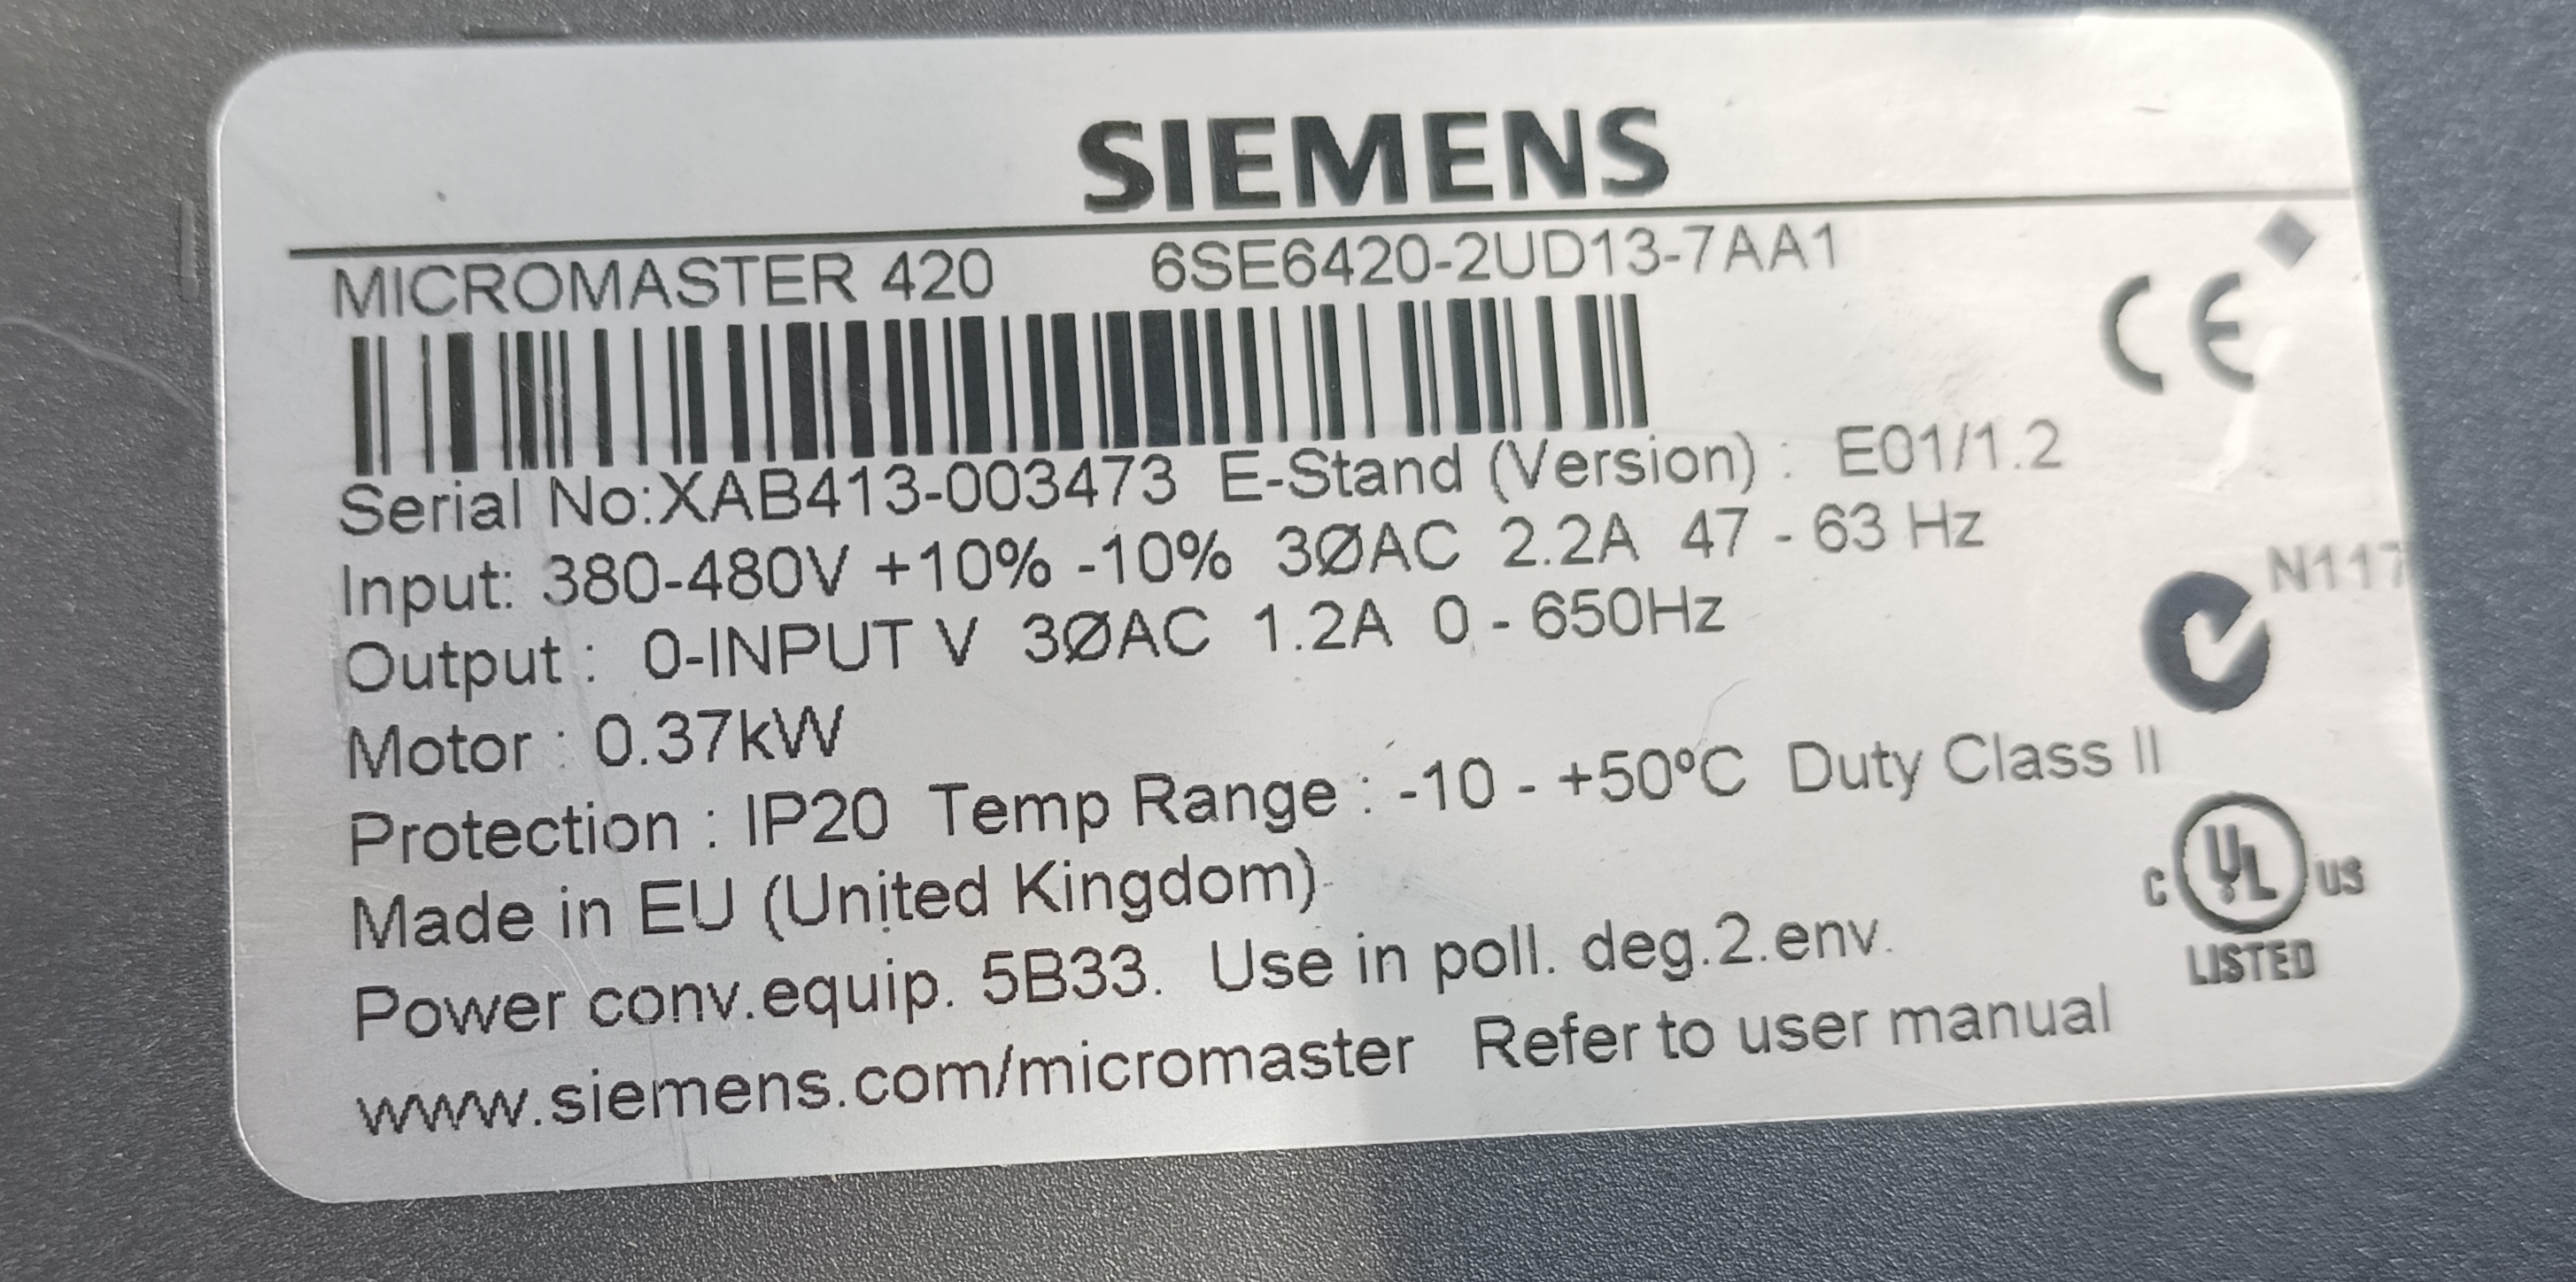 SIEMENS
MICROMASTER 420 6SE6420-2UD13-7AA1
CE
Serial No:XAB413-003473 E-Stand (Version) : E01/1.2
Input: 380-480V +10% -10% 3ØAC 2.2A 47 - 63 Hz
N117
Output : 0-INPUT V 3ØAC 1.2A 0 - 650Hz
Motor : 0.37kW
Protection : IP20 Temp Range : -10 - +50ºC Duty Class II
C UL US
LISTED
Made in EU (United Kingdom)
Power conv.equip. 5B33. Use in poll. deg.2.env.
www.siemens.com/micromaster Refer to user manual